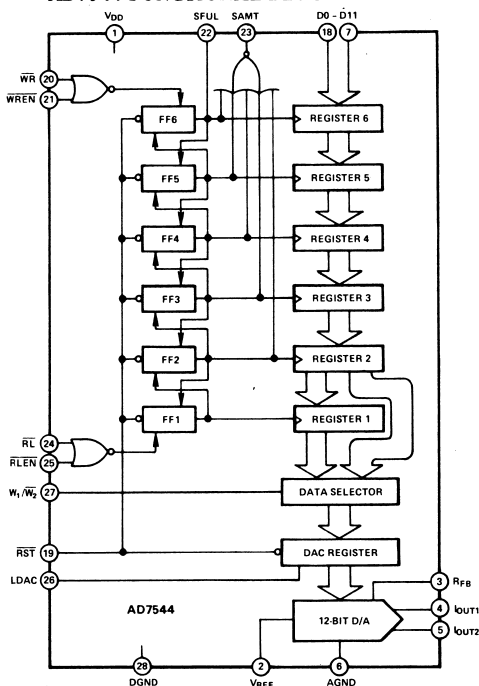 VDD
SFUL
SAMT
D0 - D11
1
22
23
18
7
WR
20
WREN
21
FF6
REGISTER 6
FF5
REGISTER 5
FF4
REGISTER 4
FF3
REGISTER 3
FF2
REGISTER 2
FF1
REGISTER 1
RL
24
RLEN
25
W1/W2
27
DATA SELECTOR
RST
19
DAC REGISTER
LDAC
26
3
RFB
AD7544
12-BIT D/A
4
IOUT1
5
IOUT2
28
2
6
DGND
VREF
AGND